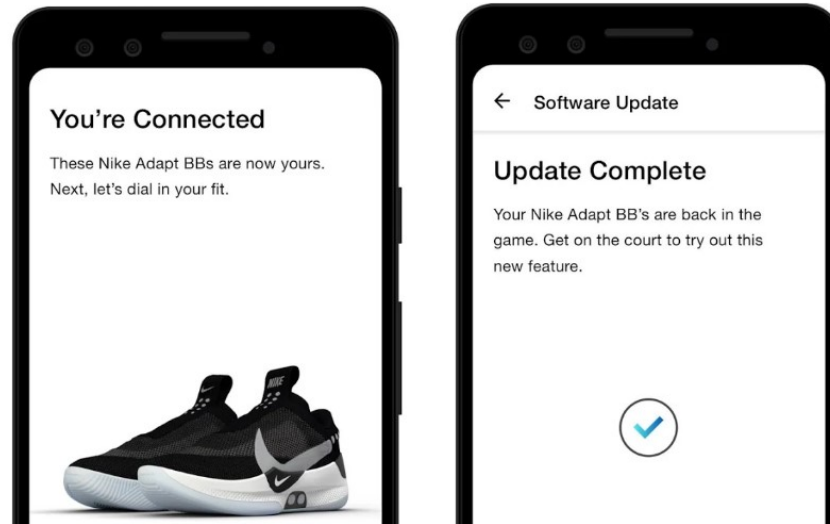 You're Connected
These Nike Adapt BBs are now yours.
Next, let's dial in your fit.
NIKE
Software Update
Update Complete
Your Nike Adapt BB's are back in the
game. Get on the court to try out this
new feature.